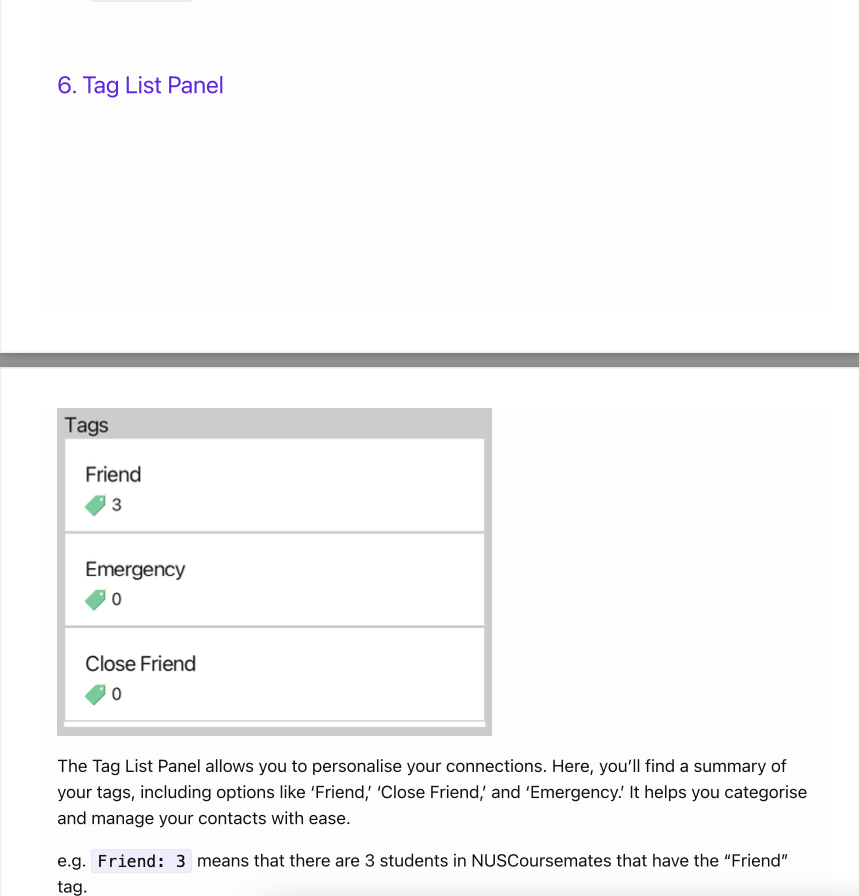 6. Tag List Panel
Tags
Friend
3
Emergency
0
Close Friend
0
The Tag List Panel allows you to personalise your connections. Here, you’ll find a summary of
your tags, including options like ‘Friend,’ ‘Close Friend,’ and ‘Emergency.’ It helps you categorise
and manage your contacts with ease.
e.g. Friend: 3 means that there are 3 students in NUSCoursemates that have the “Friend”
tag.